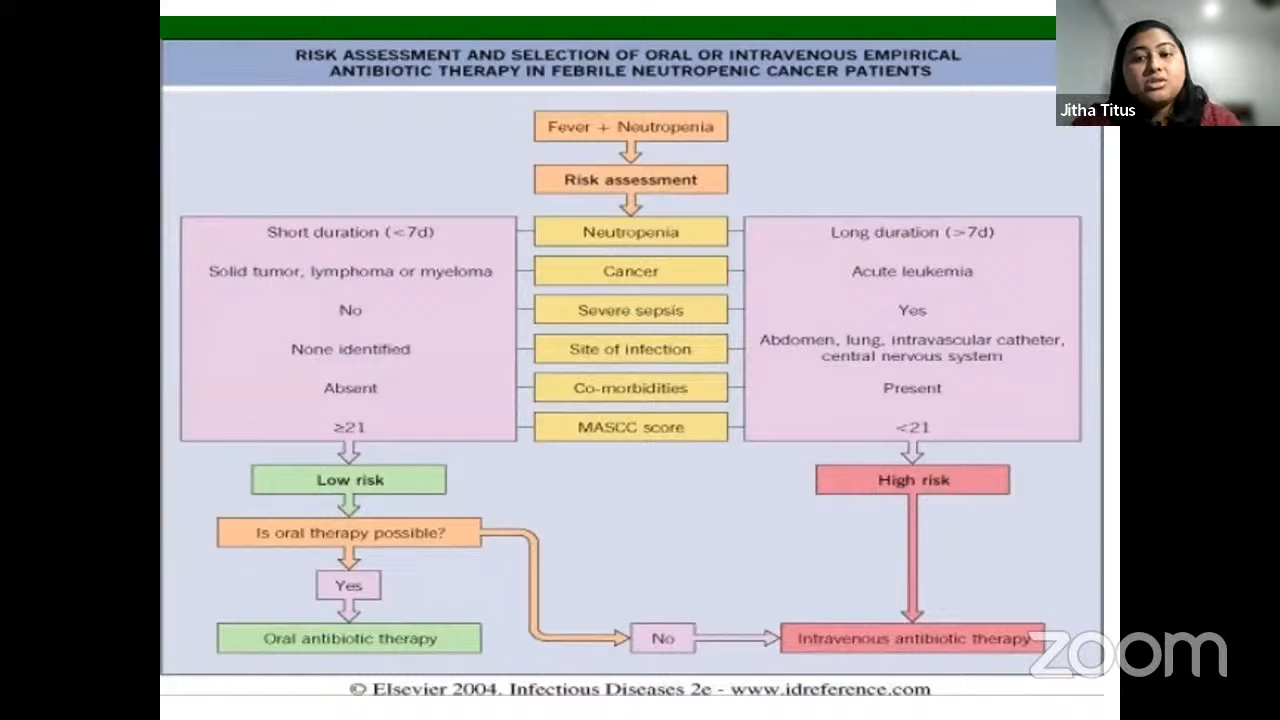 RISK ASSESSMENT AND SELECTION OF ORAL OR INTRAVENOUS EMPIRICAL
ANTIBIOTIC THERAPY IN FEBRILE NEUTROPENIC CANCER PATIENTS
Jitha Titus
Fever + Neutropenia
Risk assessment
Short duration (<7d)
Neutropenia
Long duration (>7d)
Solid tumor, lymphoma or myeloma
Cancer
Acute leukemia
No
Severe sepsis
Yes
None identified
Site of infection
Abdomen, lung, intravascular catheter,
central nervous system
Absent
Co-morbidities
Present
≥21
MASCC score
<21
Low risk
High risk
Is oral therapy possible?
Yes
Oral antibiotic therapy
No
Intravenous antibiotic therapy
zoom
© Elsevier 2004. Infectious Diseases 2e - www.idreference.com